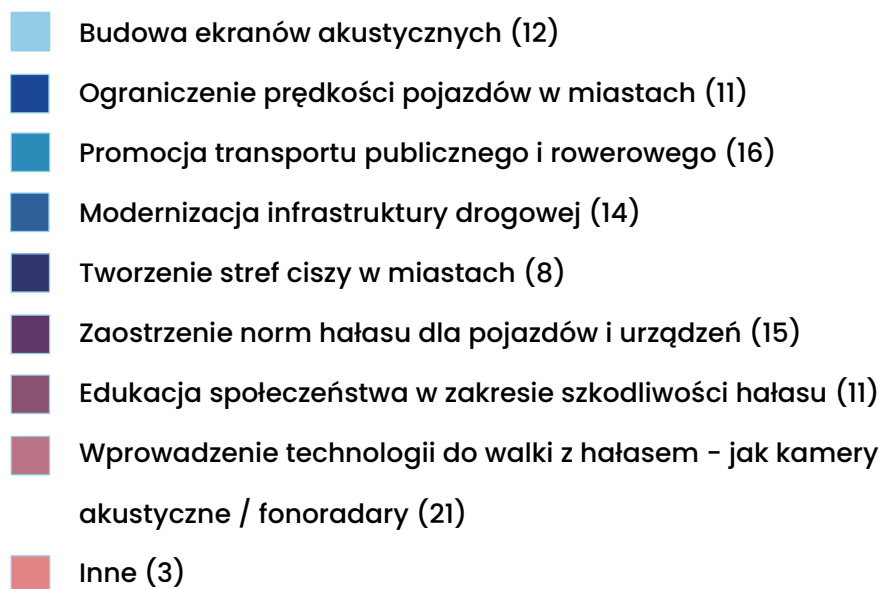 Budowa ekranów akustycznych (12)
Ograniczenie prędkości pojazdów w miastach (11)
Promocja transportu publicznego i rowerowego (16)
Modernizacja infrastruktury drogowej (14)
Tworzenie stref ciszy w miastach (8)
Zaostrzenie norm hałasu dla pojazdów i urządzeń (15)
Edukacja społeczeństwa w zakresie szkodliwości hałasu (11)
Wprowadzenie technologii do walki z hałasem - jak kamery
akustyczne / fonoradary (21)
Inne (3)